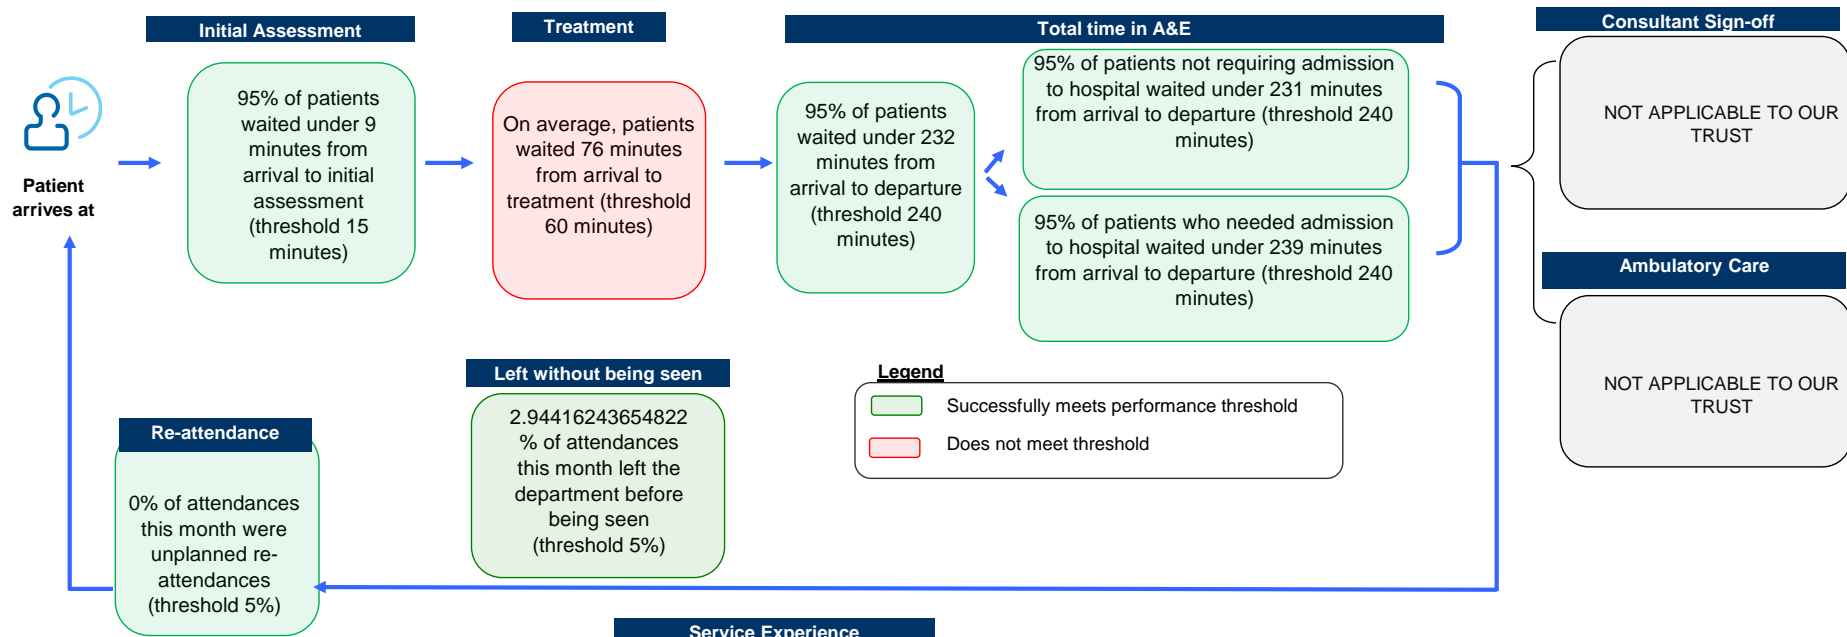 Initial Assessment
Treatment
Total time in A&E
Consultant Sign-off
Patient
arrives at
95% of patients
waited under 9
minutes from
arrival to initial
assessment
(threshold 15
minutes)
On average, patients
waited 76 minutes
from arrival to
treatment (threshold
60 minutes)
95% of patients
waited under 232
minutes from
arrival to departure
(threshold 240
minutes)
95% of patients not requiring admission
to hospital waited under 231 minutes
from arrival to departure (threshold 240
minutes)
95% of patients who needed admission
to hospital waited under 239 minutes
from arrival to departure (threshold 240
minutes)
NOT APPLICABLE TO OUR
TRUST
Ambulatory Care
NOT APPLICABLE TO OUR
TRUST
Left without being seen
2.94416243654822
% of attendances
this month left the
department before
being seen
(threshold 5%)
Legend
Successfully meets performance threshold
Does not meet threshold
Re-attendance
0% of attendances
this month were
unplanned re-
attendances
(threshold 5%)
Service Experience